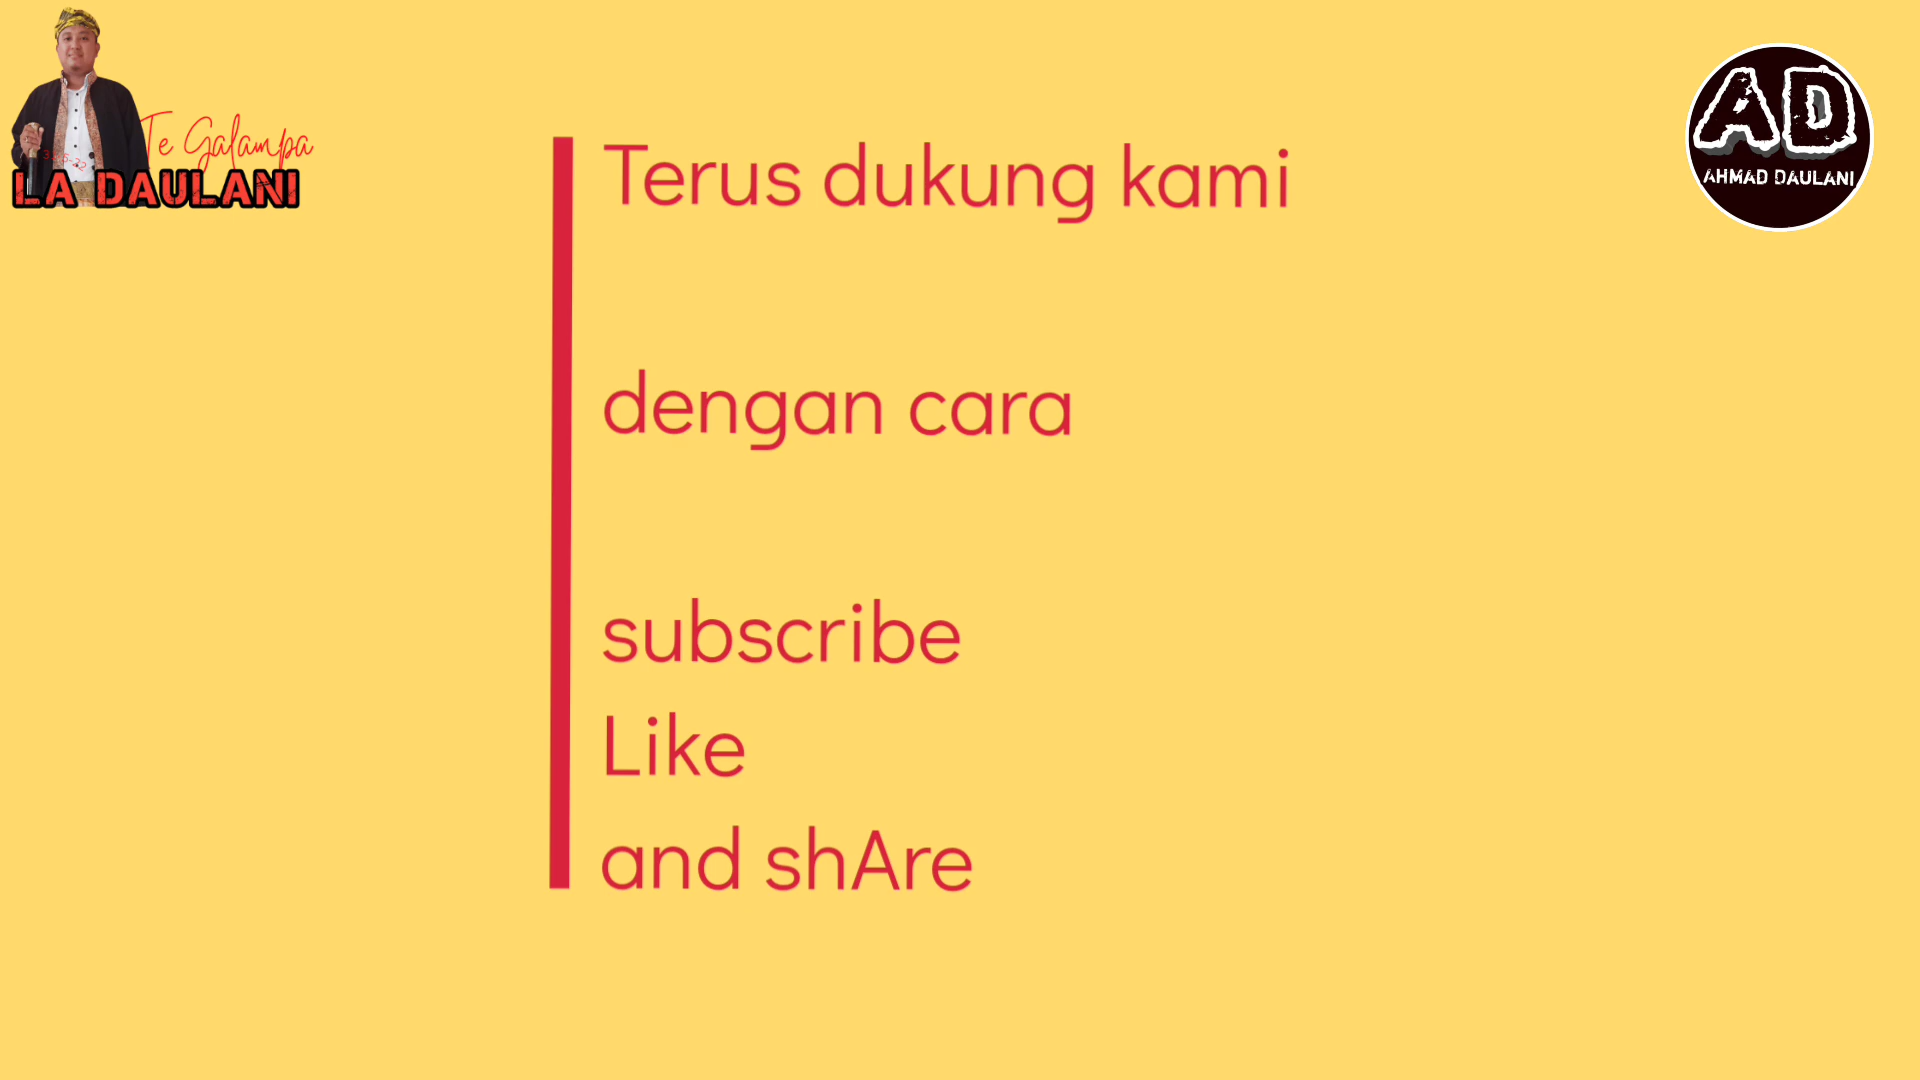 Te Galampa
LA DAULANI
AD
AHMAD DAULANI
Terus dukung kami
dengan cara
subscribe
Like
and shAre